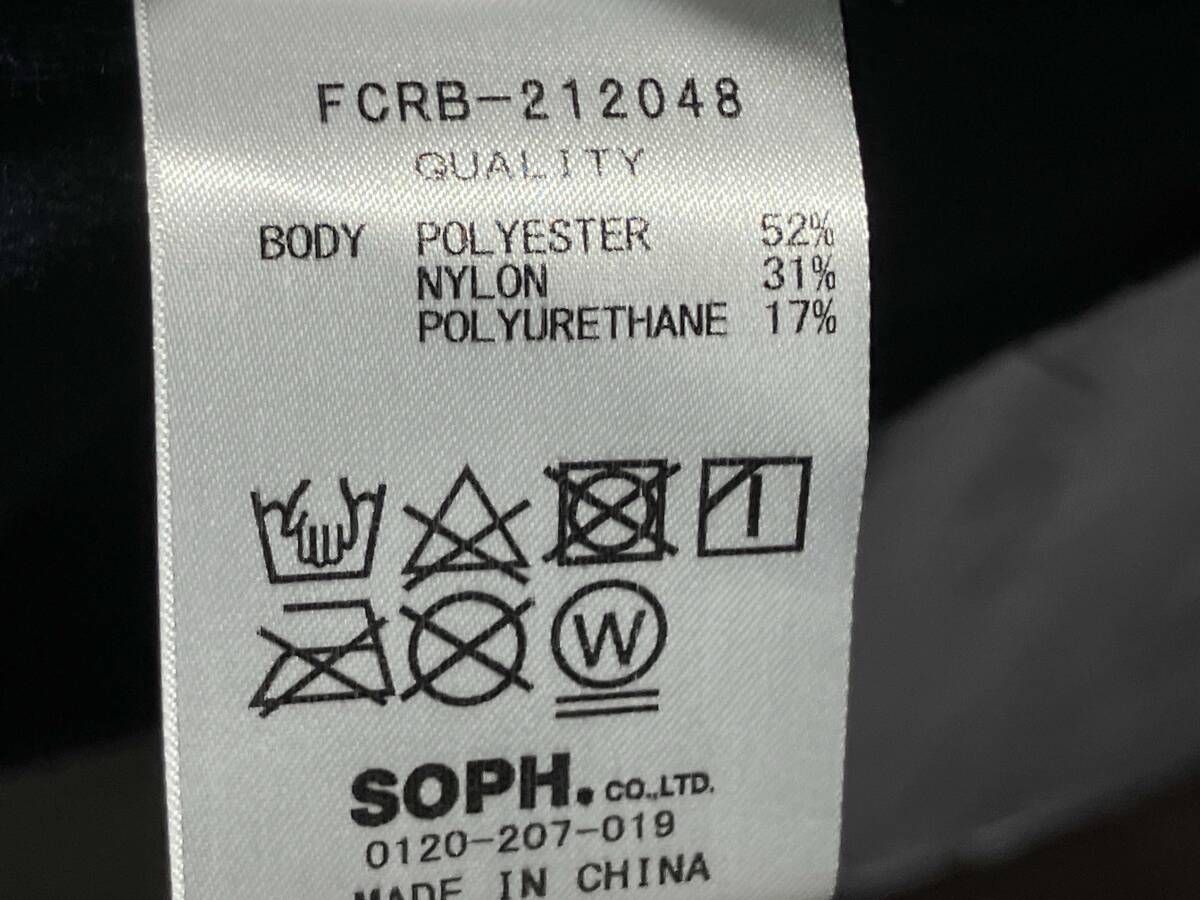 FCRB-212048
QUALITY
BODY POLYESTER 52%
NYLON 31%
POLYURETHANE 17%
W
SOPH. CO.,LTD.
0120-207-019
MADE IN CHINA